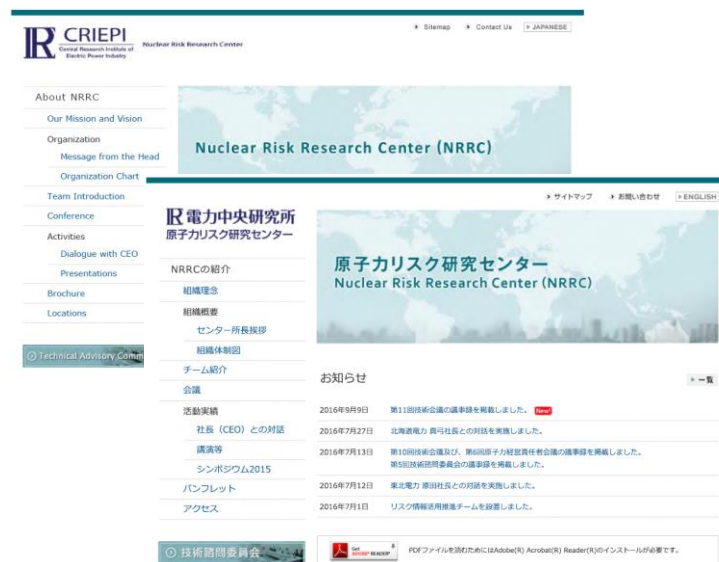 Sitemap Contact Us JAPANESE
IR CRIEPI
Central Research Institute of
Electric Power Industry
Nuclear Risk Research Center
About NRRC
Our Mission and Vision
Organization
Message from the Head
Organization Chart
Team Introduction
Conference
Activities
Dialogue with CEO
Presentations
Brochure
Locations
Technical Advisory Comm
Nuclear Risk Research Center (NRRC)
サイトマップ お問い合わせ ENGLISH
IR 電力中央研究所
原子力リスク研究センター
NRRCの紹介
組織理念
組織概要
センター所長挨拶
組織体制図
チーム紹介
会議
活動実績
社長（CEO）との対話
講演等
シンポジウム2015
パンフレット
アクセス
技術諮問委員会
原子力リスク研究センター
Nuclear Risk Research Center (NRRC)
お知らせ 一覧
2016年9月9日 第11回技術会議の議事録を掲載しました。 New!
2016年7月27日 北海道電力 真弓社長との対話を実施しました。
2016年7月13日 第10回技術会議及び、第6回原子力経営責任者会議の議事録を掲載しました。
第5回技術諮問委員会の議事録を掲載しました。
2016年7月12日 東北電力 原田社長との対話を実施しました。
2016年7月1日 リスク情報活用推進チームを設置しました。
Get
ADOBE READER
PDFファイルを読むためにはAdobe(R) Acrobat(R) Reader(R)のインストールが必要です。